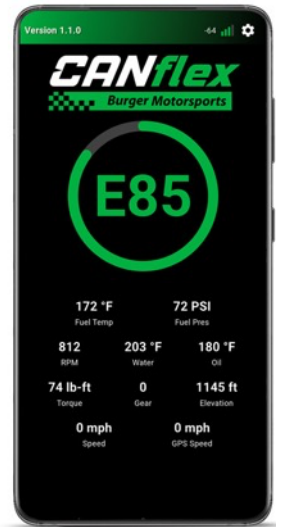 Version 1.1.0 -64
CANflex
Burger Motorsports
E85
172 °F 72 PSI
Fuel Temp Fuel Pres
812 203 °F 180 °F
RPM Water Oil
74 lb-ft 0 1145 ft
Torque Gear Elevation
0 mph 0 mph
Speed GPS Speed